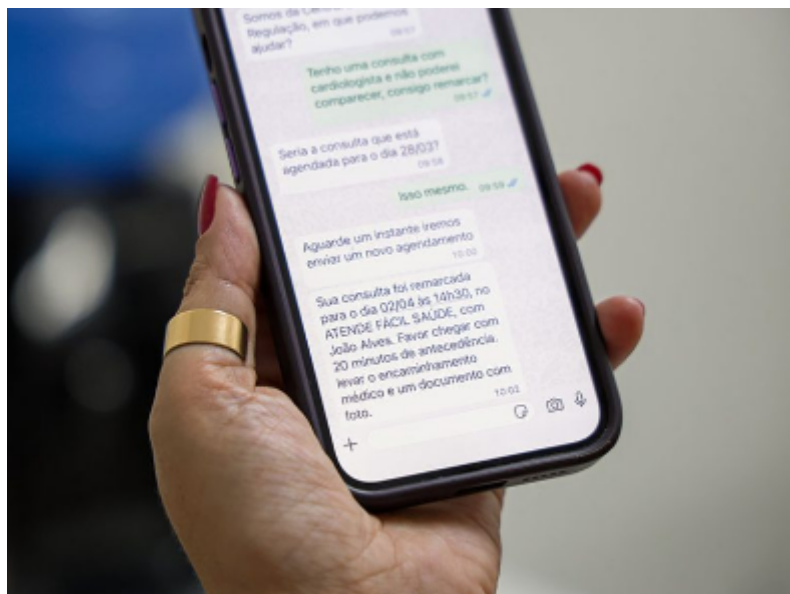 Somos da Central
Regulação, em que podemos
ajudar?
09:57
Tenho uma consulta com
cardiologista e não poderei
comparecer, consigo remarcar?
09:57
Seria a consulta que está
agendada para o dia 28/03?
09:58
Isso mesmo. 09:59
Aguarde um instante iremos
enviar um novo agendamento
10:00
Sua consulta foi remarcada
para o dia 02/04 às 14h30, no
ATENDE FÁCIL SAÚDE, com
João Alves. Favor chegar com
20 minutos de antecedência.
levar o encaminhamento
médico e um documento com
foto.
10:02